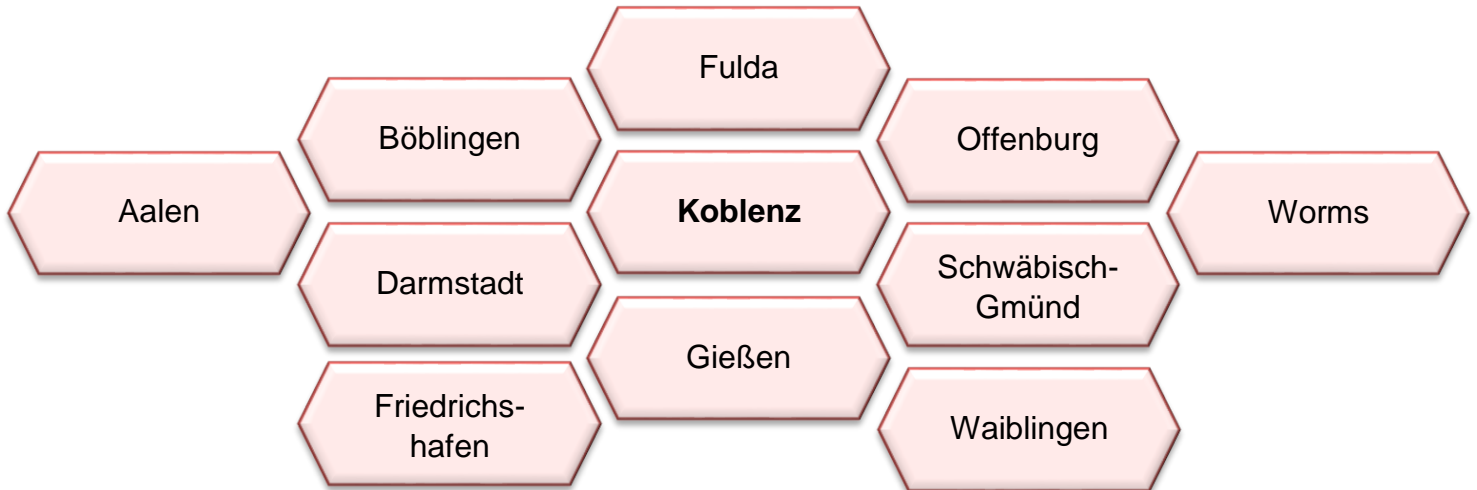 Fulda
Böblingen
Offenburg
Aalen
Koblenz
Worms
Darmstadt
Schwäbisch-
Gmünd
Gießen
Friedrichs-
hafen
Waiblingen